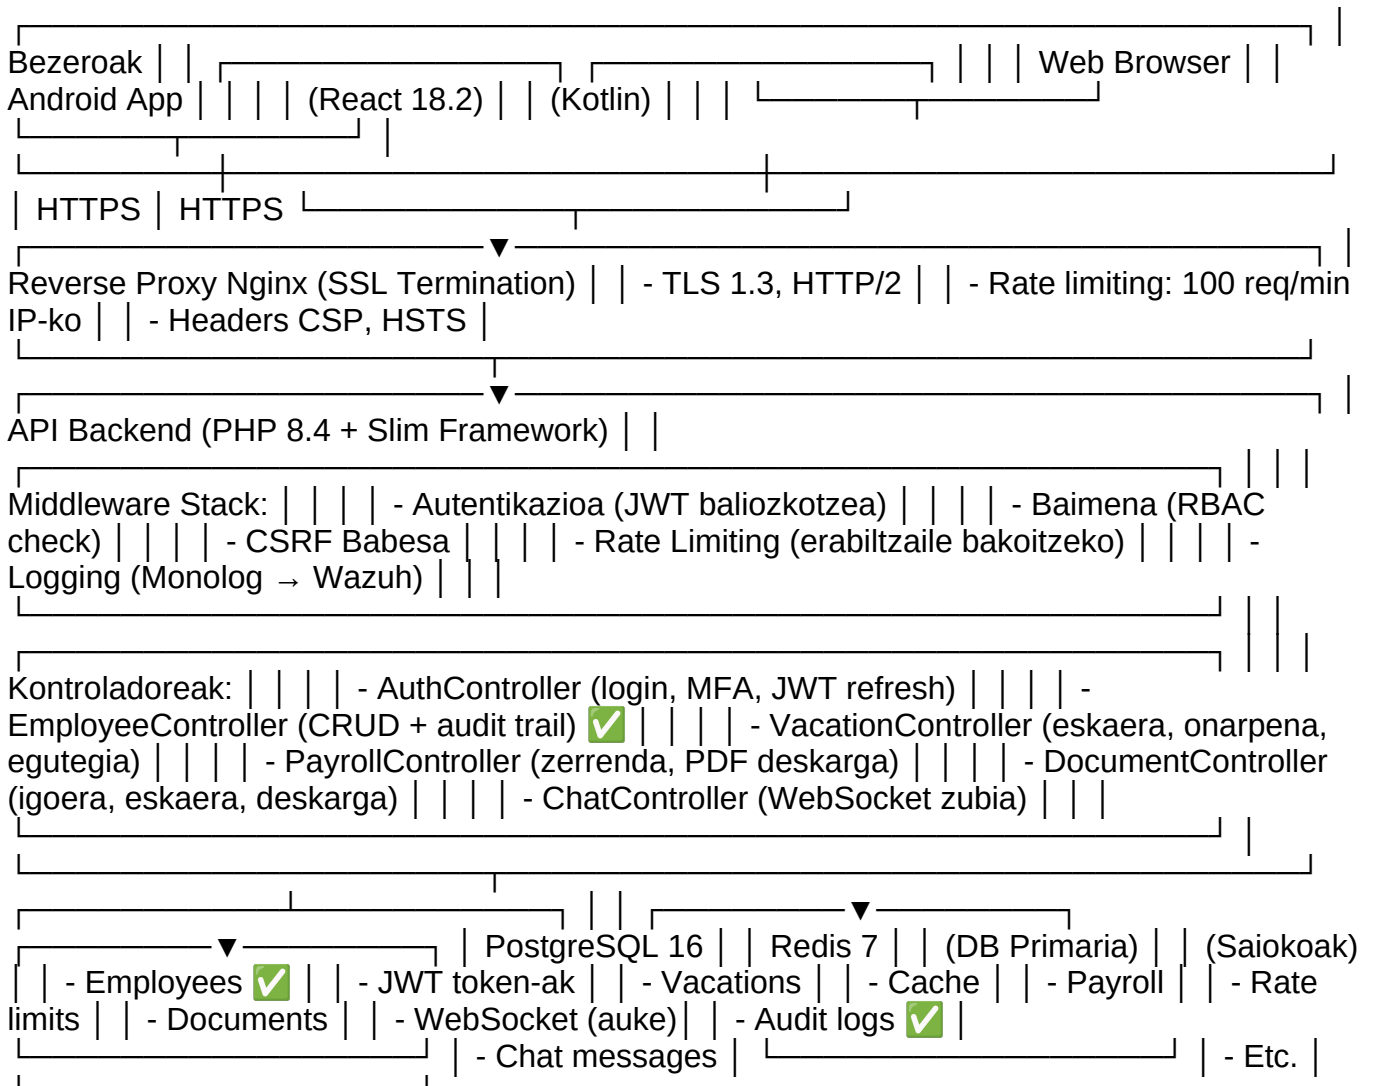 ┌──────────────────────────────────────────────────────────┐ │
Bezeroak │ │ ┌───────────────┐ ┌───────────────┐ │ │ │ Web Browser │ │
Android App │ │ │ │ (React 18.2) │ │ (Kotlin) │ │ │ └───────┬────────┘
└───────┬────────┘ │
└─────────┼────────────────────────┼─────────────────────────┘
│ HTTPS │ HTTPS └────────────┬────────────┘
┌─────────────────────▼────────────────────────────────────┐ │
Reverse Proxy Nginx (SSL Termination) │ │ - TLS 1.3, HTTP/2 │ │ - Rate limiting: 100 req/min
IP-ko │ │ - Headers CSP, HSTS │
└─────────────────────┬────────────────────────────────────┘
┌─────────────────────▼────────────────────────────────────┐ │
API Backend (PHP 8.4 + Slim Framework) │ │
┌──────────────────────────────────────────────────────┐ │ │ │
Middleware Stack: │ │ │ │ - Autentikazioa (JWT baliozkotzea) │ │ │ │ - Baimena (RBAC
check) │ │ │ │ - CSRF Babesa │ │ │ │ - Rate Limiting (erabiltzaile bakoitzeko) │ │ │ │ -
Logging (Monolog → Wazuh) │ │ │
└──────────────────────────────────────────────────────┘ │ │
┌──────────────────────────────────────────────────────┐ │ │ │
Kontroladoreak: │ │ │ │ - AuthController (login, MFA, JWT refresh) │ │ │ │ -
EmployeeController (CRUD + audit trail) ✅ │ │ │ │ - VacationController (eskaera, onarpena,
egutegia) │ │ │ │ - PayrollController (zerrenda, PDF deskarga) │ │ │ │ - DocumentController
(igoera, eskaera, deskarga) │ │ │ │ - ChatController (WebSocket zubia) │ │ │
└──────────────────────────────────────────────────────┘ │
└─────────────────────┬────────────────────────────────────┘
┌────────────┴────────────┐ │ │ ┌─────────▼─────────┐
┌─────────▼─────────┐ │ PostgreSQL 16 │ │ Redis 7 │ │ (DB Primaria) │ │ (Saiokoak)
│ │ - Employees ✅ │ │ - JWT token-ak │ │ - Vacations │ │ - Cache │ │ - Payroll │ │ - Rate
limits │ │ - Documents │ │ - WebSocket (auke)│ │ - Audit logs ✅ │
└──────────────────┘ │ - Chat messages │ └──────────────────┘ │ - Etc. │
└──────────────────┘